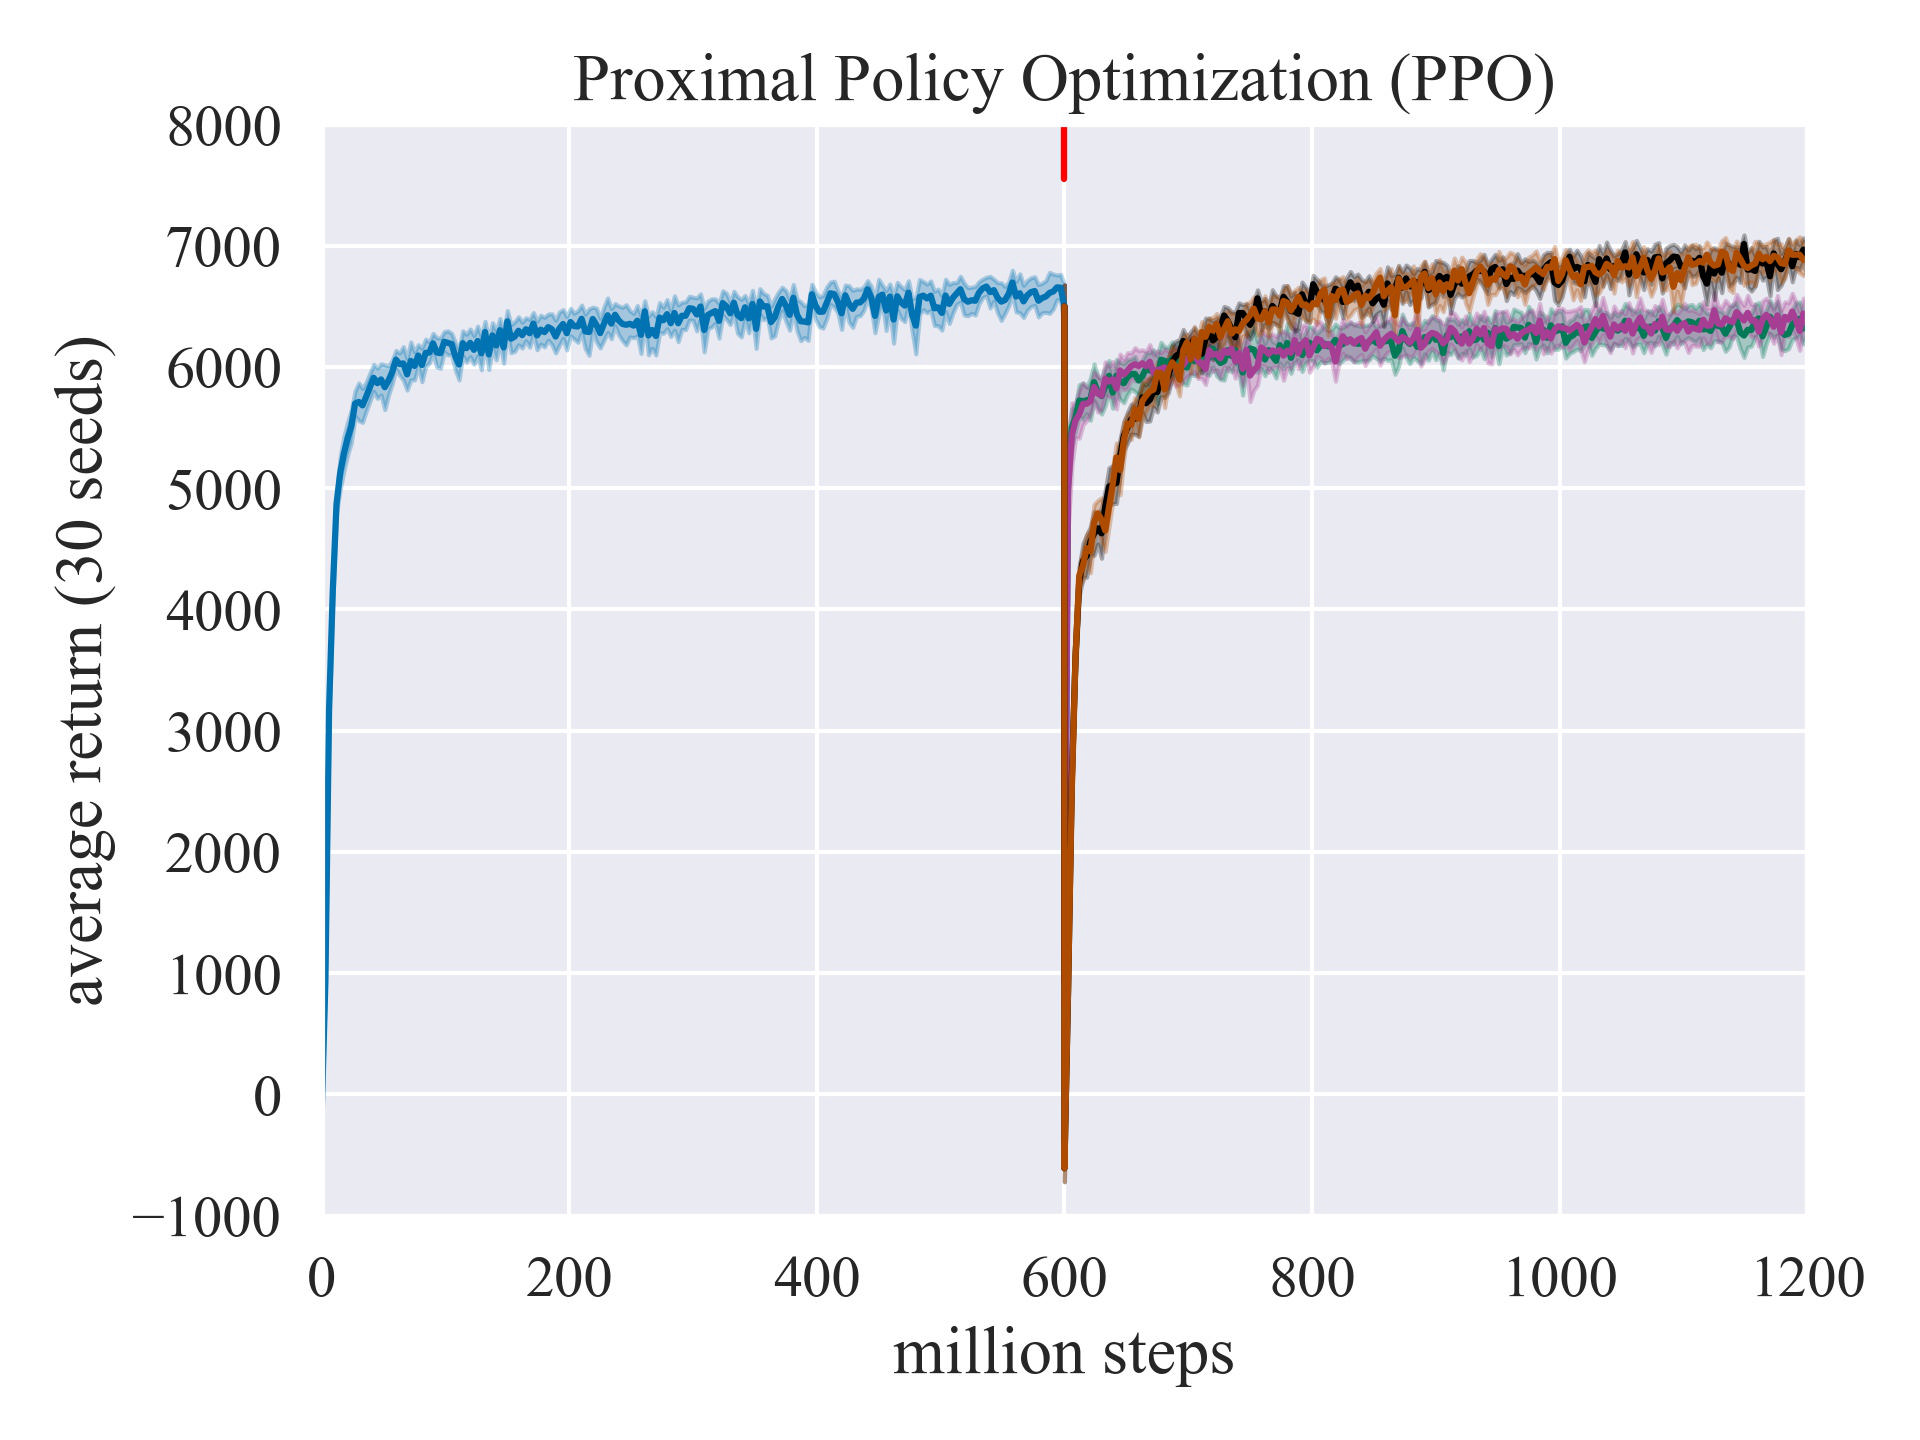 Proximal Policy Optimization (PPO)
8000
7000
6000
5000
4000
3000
2000
1000
0
−1000
average return (30 seeds)
0 200 400 600 800 1000 1200
million steps